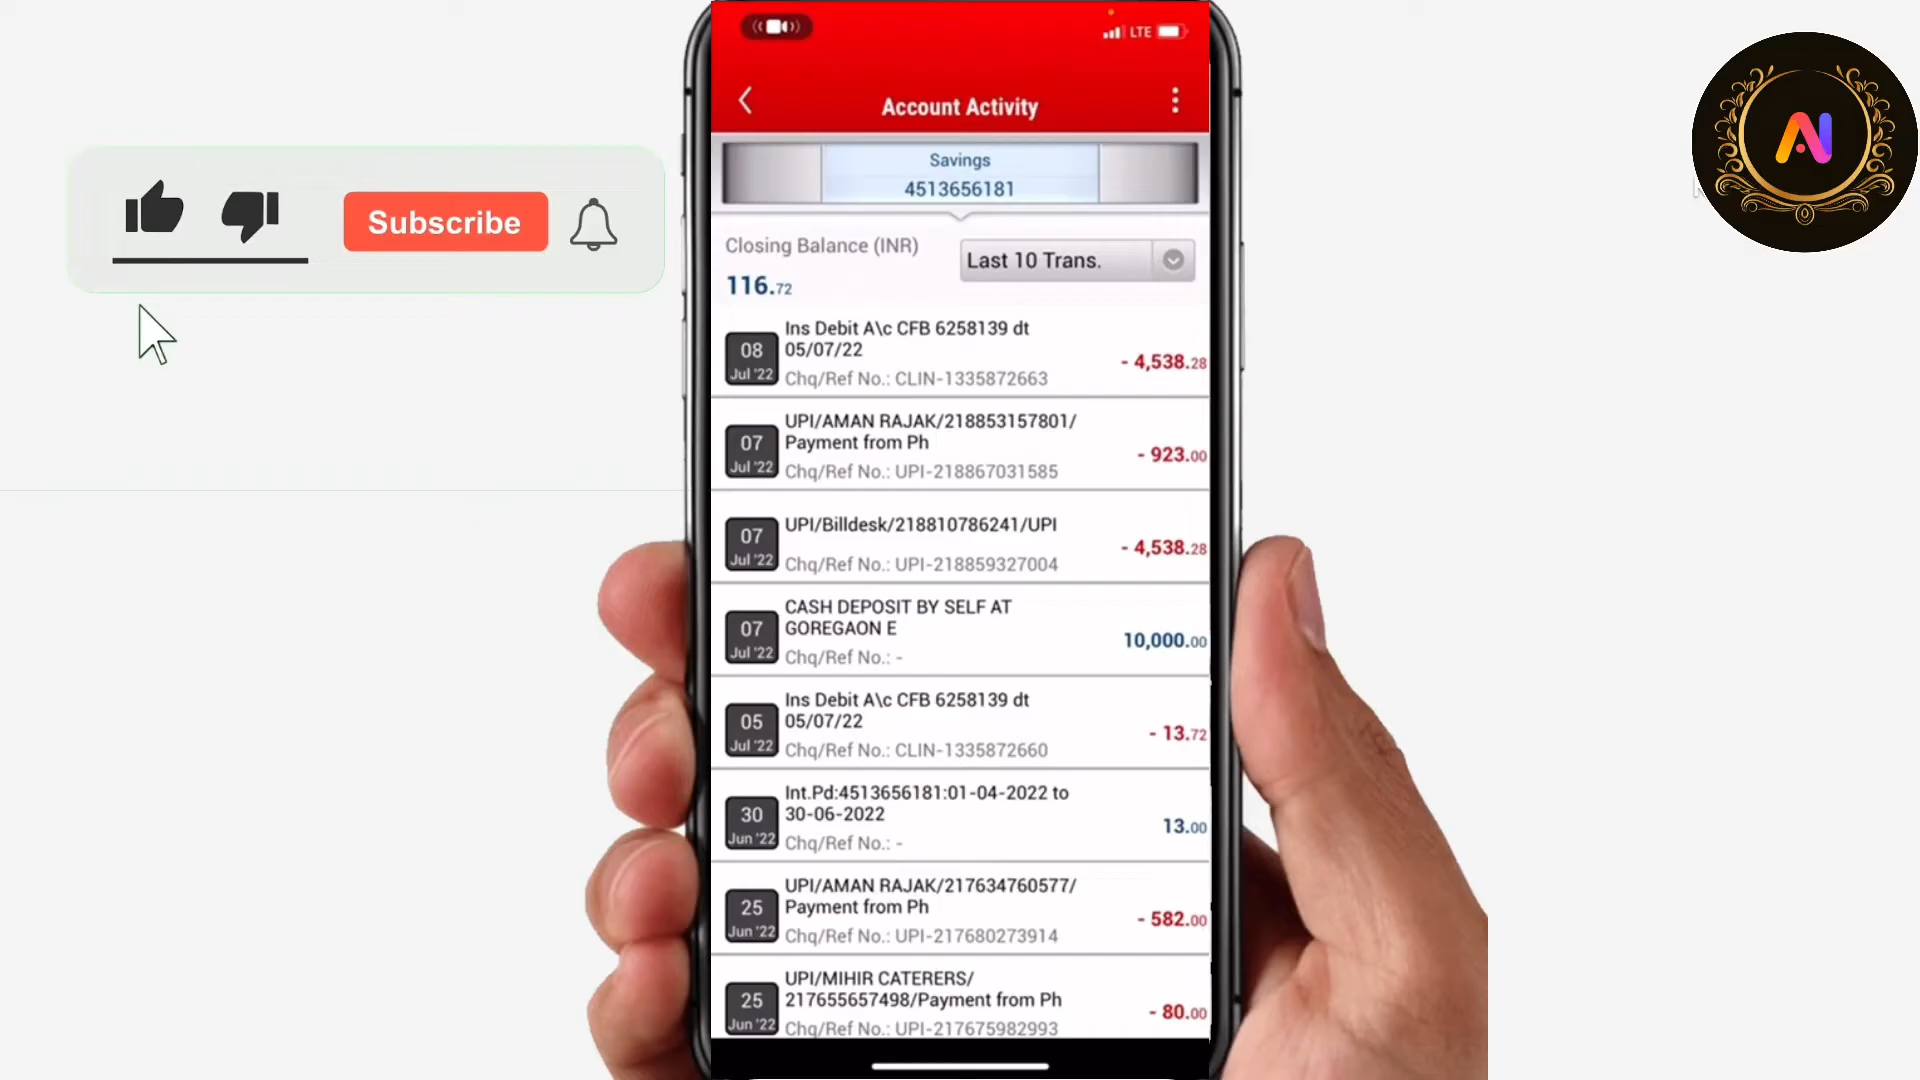 LTE
Account Activity
Savings
4513656181
Subscribe
Closing Balance (INR)
Last 10 Trans.
116.72
Ins Debit A\c CFB 6258139 dt
05/07/22
08
Jul '22
- 4,538.28
Chq/Ref No.: CLIN-1335872663
UPI/AMAN RAJAK/218853157801/
Payment from Ph
07
Jul '22
- 923.00
Chq/Ref No.: UPI-218867031585
UPI/Billdesk/218810786241/UPI
07
Jul '22
- 4,538.28
Chq/Ref No.: UPI-218859327004
CASH DEPOSIT BY SELF AT
GOREGAON E
07
Jul '22
10,000.00
Chq/Ref No.: -
Ins Debit A\c CFB 6258139 dt
05/07/22
05
Jul '22
- 13.72
Chq/Ref No.: CLIN-1335872660
Int.Pd:4513656181:01-04-2022 to
30-06-2022
30
Jun '22
13.00
Chq/Ref No.: -
UPI/AMAN RAJAK/217634760577/
Payment from Ph
25
Jun '22
- 582.00
Chq/Ref No.: UPI-217680273914
UPI/MIHIR CATERERS/
217655657498/Payment from Ph
25
Jun '22
- 80.00
Chq/Ref No.: UPI-217675982993